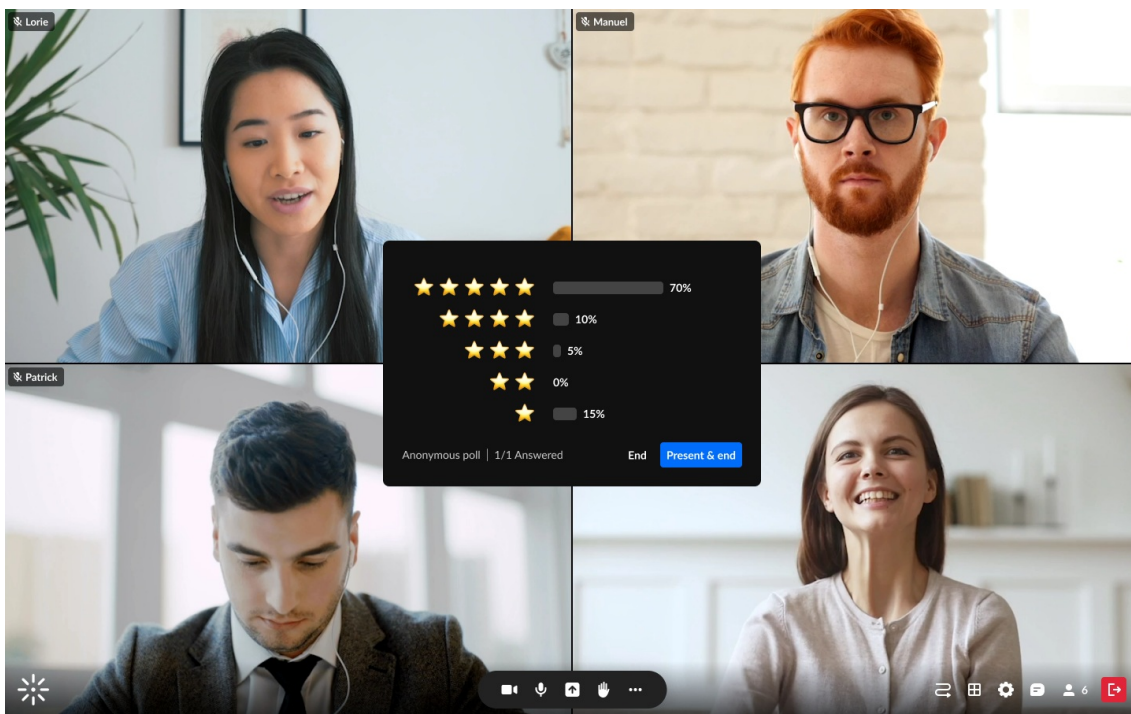 Lorie
Manuel
70%
10%
5%
0%
15%
Anonymous poll | 1/1 Answered
End
Present & end
Patrick
6